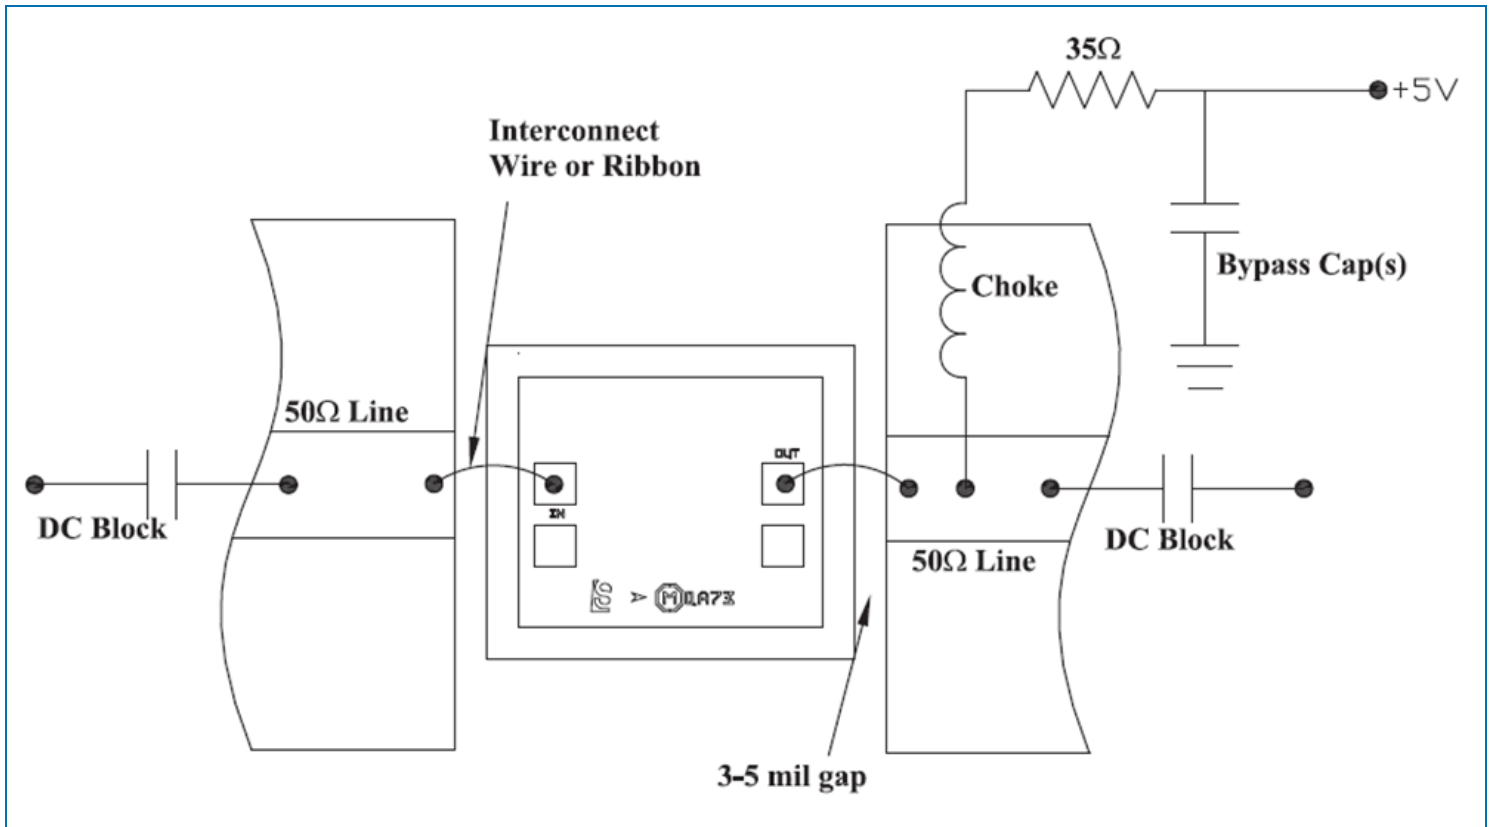 35Ω
+5V
Interconnect
Wire or Ribbon
Bypass Cap(s)
Choke
50Ω Line
OUT
IN
DC Block
DC Block
50Ω Line
3-5 mil gap